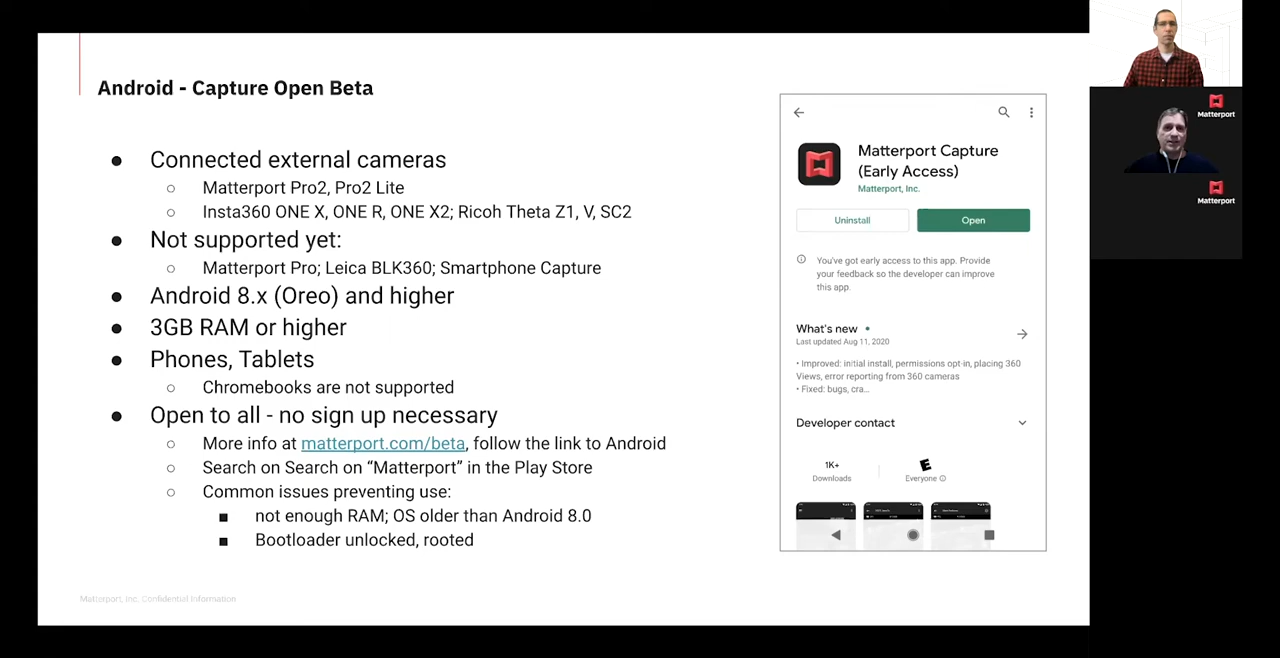 Android - Capture Open Beta
● Connected external cameras
○ Matterport Pro2, Pro2 Lite
○ Insta360 ONE X, ONE R, ONE X2; Ricoh Theta Z1, V, SC2
● Not supported yet:
○ Matterport Pro; Leica BLK360; Smartphone Capture
● Android 8.x (Oreo) and higher
● 3GB RAM or higher
● Phones, Tablets
○ Chromebooks are not supported
● Open to all - no sign up necessary
○ More info at matterport.com/beta, follow the link to Android
○ Search on Search on “Matterport” in the Play Store
○ Common issues preventing use:
■ not enough RAM; OS older than Android 8.0
■ Bootloader unlocked, rooted
Matterport, Inc. Confidential Information
Matterport Capture
(Early Access)
Matterport, Inc.
Uninstall
Open
You've got early access to this app. Provide
your feedback so the developer can improve
this app.
What's new •
Last updated Aug 11, 2020
• Improved: initial install, permissions opt-in, placing 360
Views, error reporting from 360 cameras
• Fixed: bugs, cra...
Developer contact
1K+
Downloads
E
Everyone
Matterport
Matterport